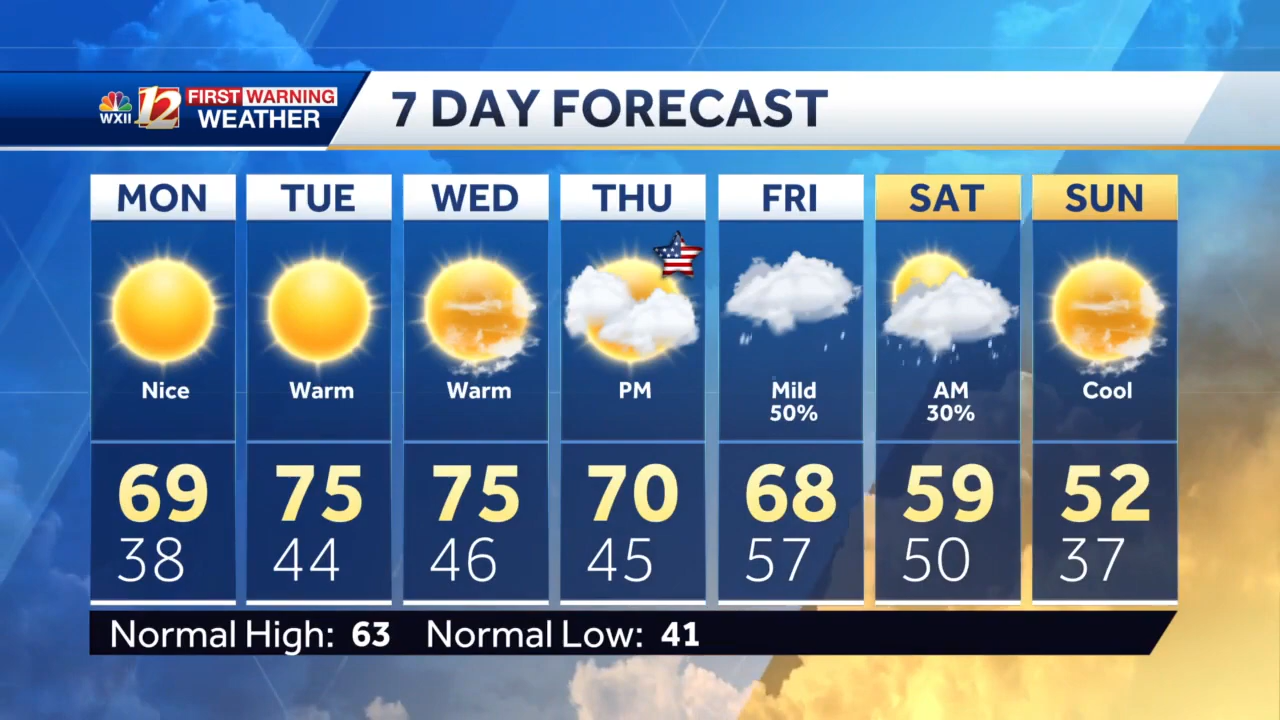 WXII 12 FIRST WARNING
WEATHER
7 DAY FORECAST
MON TUE WED THU FRI SAT SUN
Nice Warm Warm PM Mild AM Cool
50% 30%
69 75 75 70 68 59 52
38 44 46 45 57 50 37
Normal High: 63 Normal Low: 41